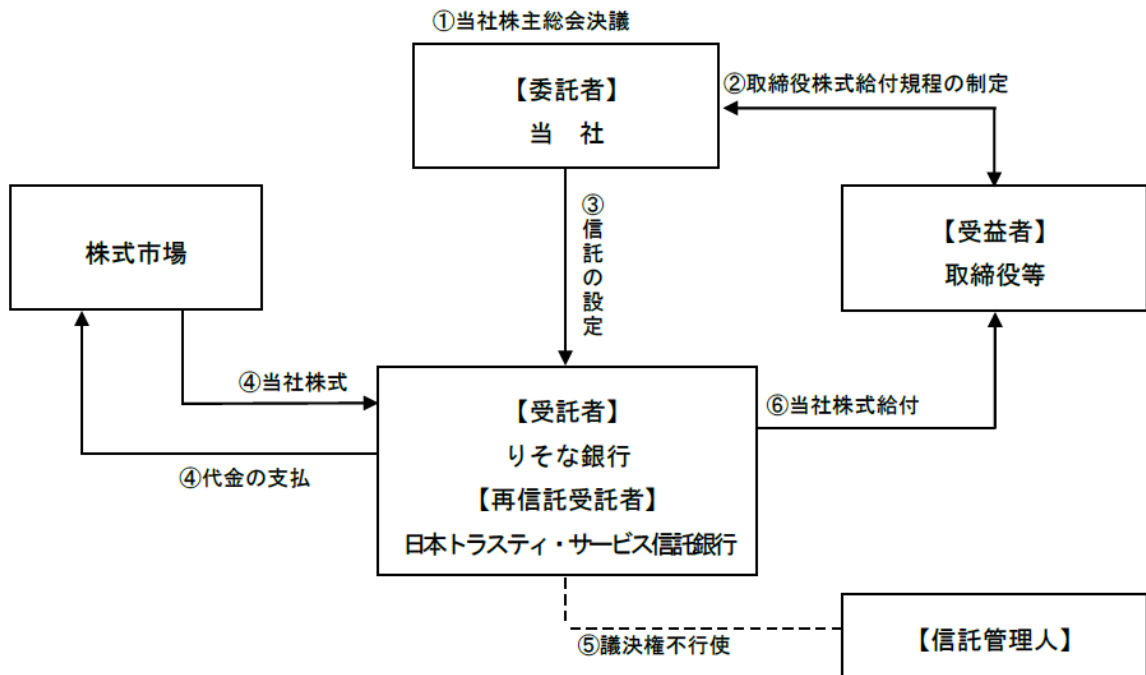 ①当社株主総会決議
【委託者】
当 社
②取締役株式給付規程の制定
③信託の設定
株式市場
【受益者】
取締役等
④当社株式
④代金の支払
【受託者】
りそな銀行
【再信託受託者】
日本トラスティ・サービス信託銀行
⑥当社株式給付
⑤議決権不行使
【信託管理人】